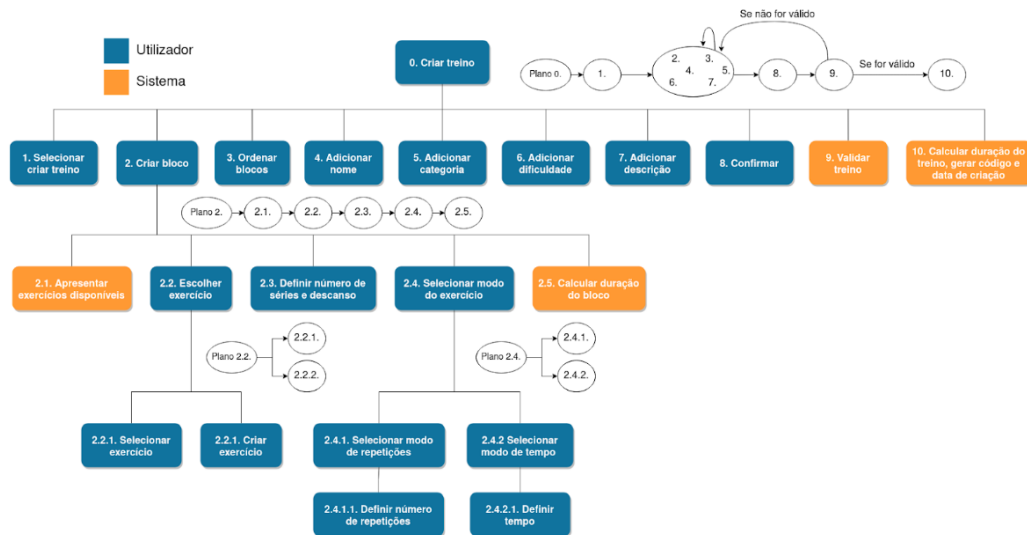 Utilizador
Sistema
0. Criar treino
Se não for válido
Plano 0.
1.
2.
3.
4.
5.
6.
7.
8.
9.
Se for válido
10.
1. Selecionar
criar treino
2. Criar bloco
3. Ordenar
blocos
4. Adicionar
nome
5. Adicionar
categoria
6. Adicionar
dificuldade
7. Adicionar
descrição
8. Confirmar
9. Validar
treino
10. Calcular duração do
treino, gerar código e
data de criação
Plano 2.
2.1.
2.2.
2.3.
2.4.
2.5.
2.1. Apresentar
exercícios disponíveis
2.2. Escolher
exercício
2.3. Definir número de
séries e descanso
2.4. Selecionar modo
do exercício
2.5. Calcular duração
do bloco
Plano 2.2.
2.2.1.
2.2.2.
Plano 2.4.
2.4.1.
2.4.2.
2.2.1. Selecionar
exercício
2.2.1. Criar
exercício
2.4.1. Selecionar modo
de repetições
2.4.2 Selecionar
modo de tempo
2.4.1.1. Definir número
de repetições
2.4.2.1. Definir
tempo